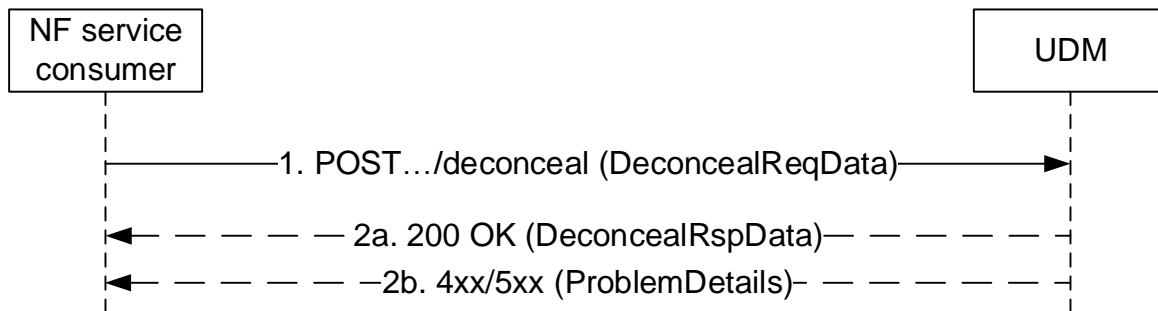 NF service
consumer
UDM
1. POST…/deconceal (DeconcealReqData)
2a. 200 OK (DeconcealRspData)
2b. 4xx/5xx (ProblemDetails)